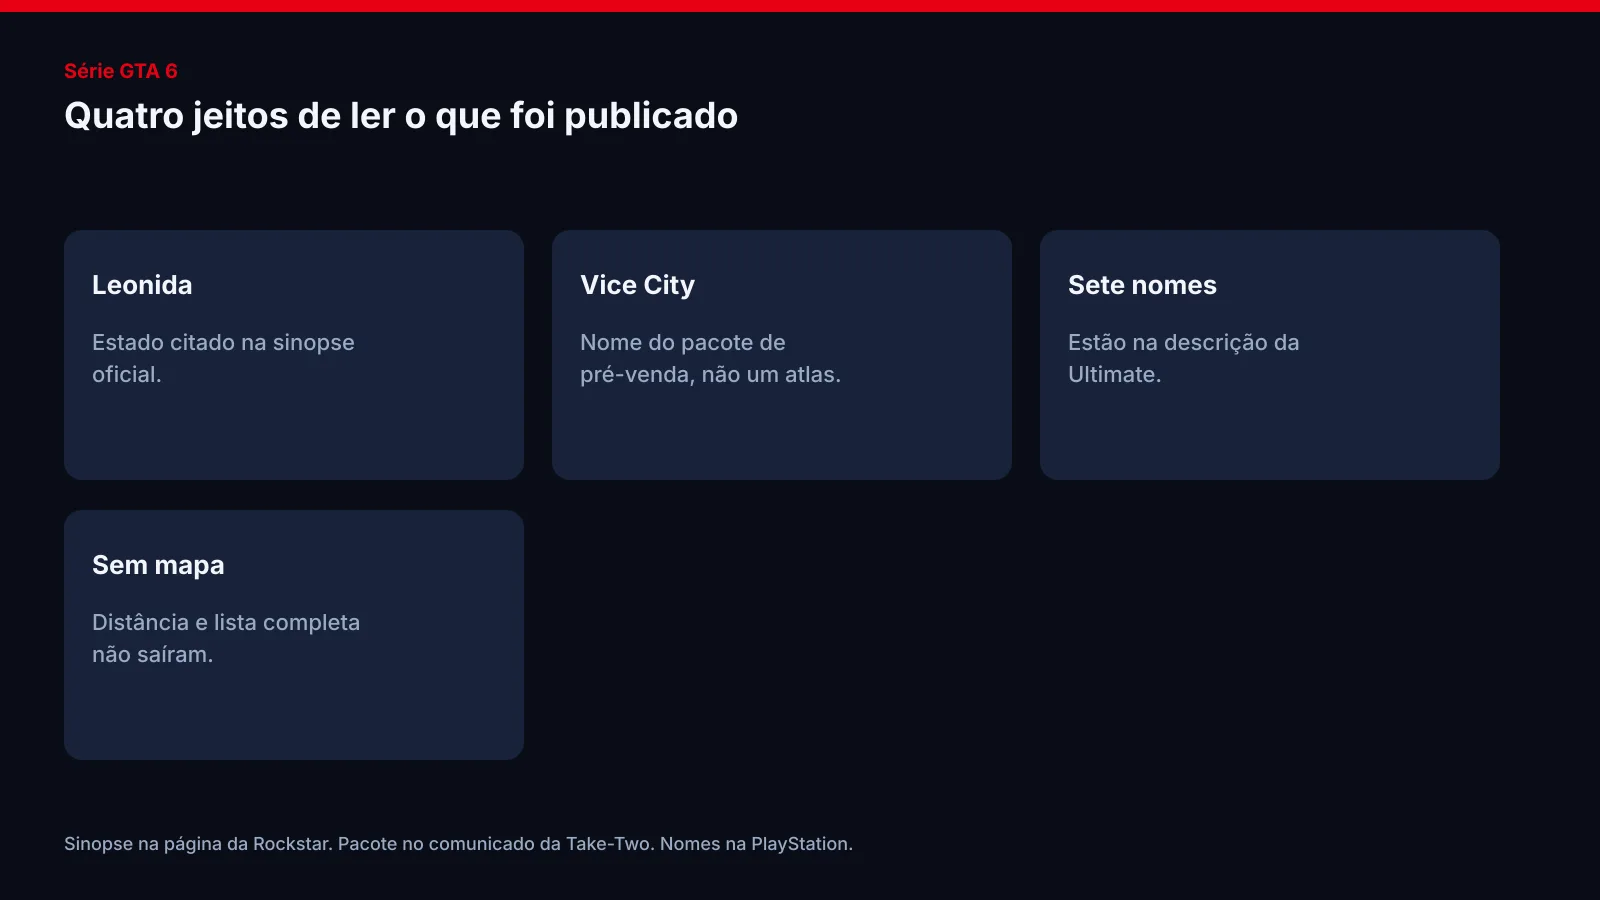 Série GTA 6
Quatro jeitos de ler o que foi publicado
Leonida
Estado citado na sinopse
oficial.
Vice City
Nome do pacote de
pré-venda, não um atlas.
Sete nomes
Estão na descrição da
Ultimate.
Sem mapa
Distância e lista completa
não saíram.
Sinopse na página da Rockstar. Pacote no comunicado da Take-Two. Nomes na PlayStation.